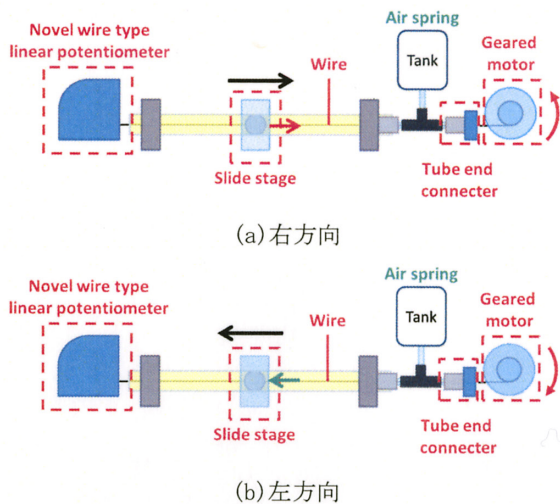 Novel wire type
linear potentiometer
Air spring
Tank
Geared
motor
Wire
Slide stage
Tube end
connecter
(a)右方向
Novel wire type
linear potentiometer
Air spring
Tank
Geared
motor
Wire
Slide stage
Tube end
connecter
(b)左方向